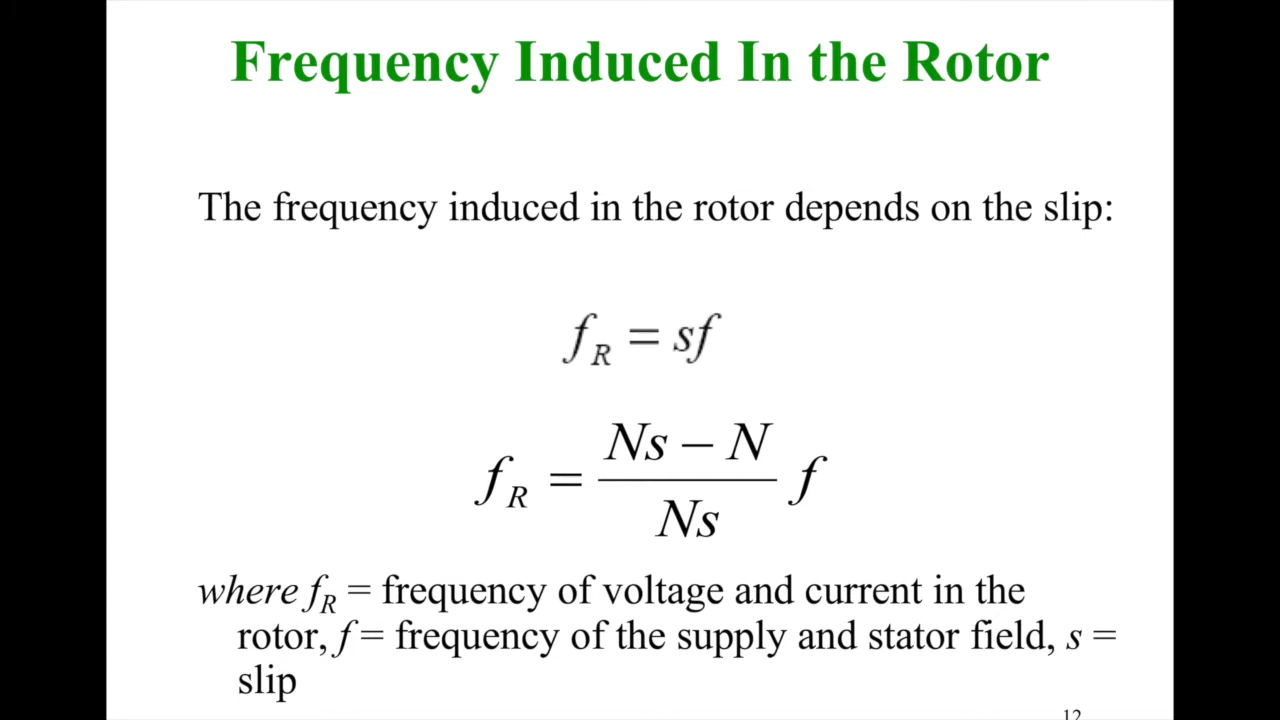 Frequency Induced In the Rotor
The frequency induced in the rotor depends on the slip:
f_R = sf
f_R = \frac{Ns - N}{Ns} f
where f_R = frequency of voltage and current in the
rotor, f = frequency of the supply and stator field, s =
slip
12